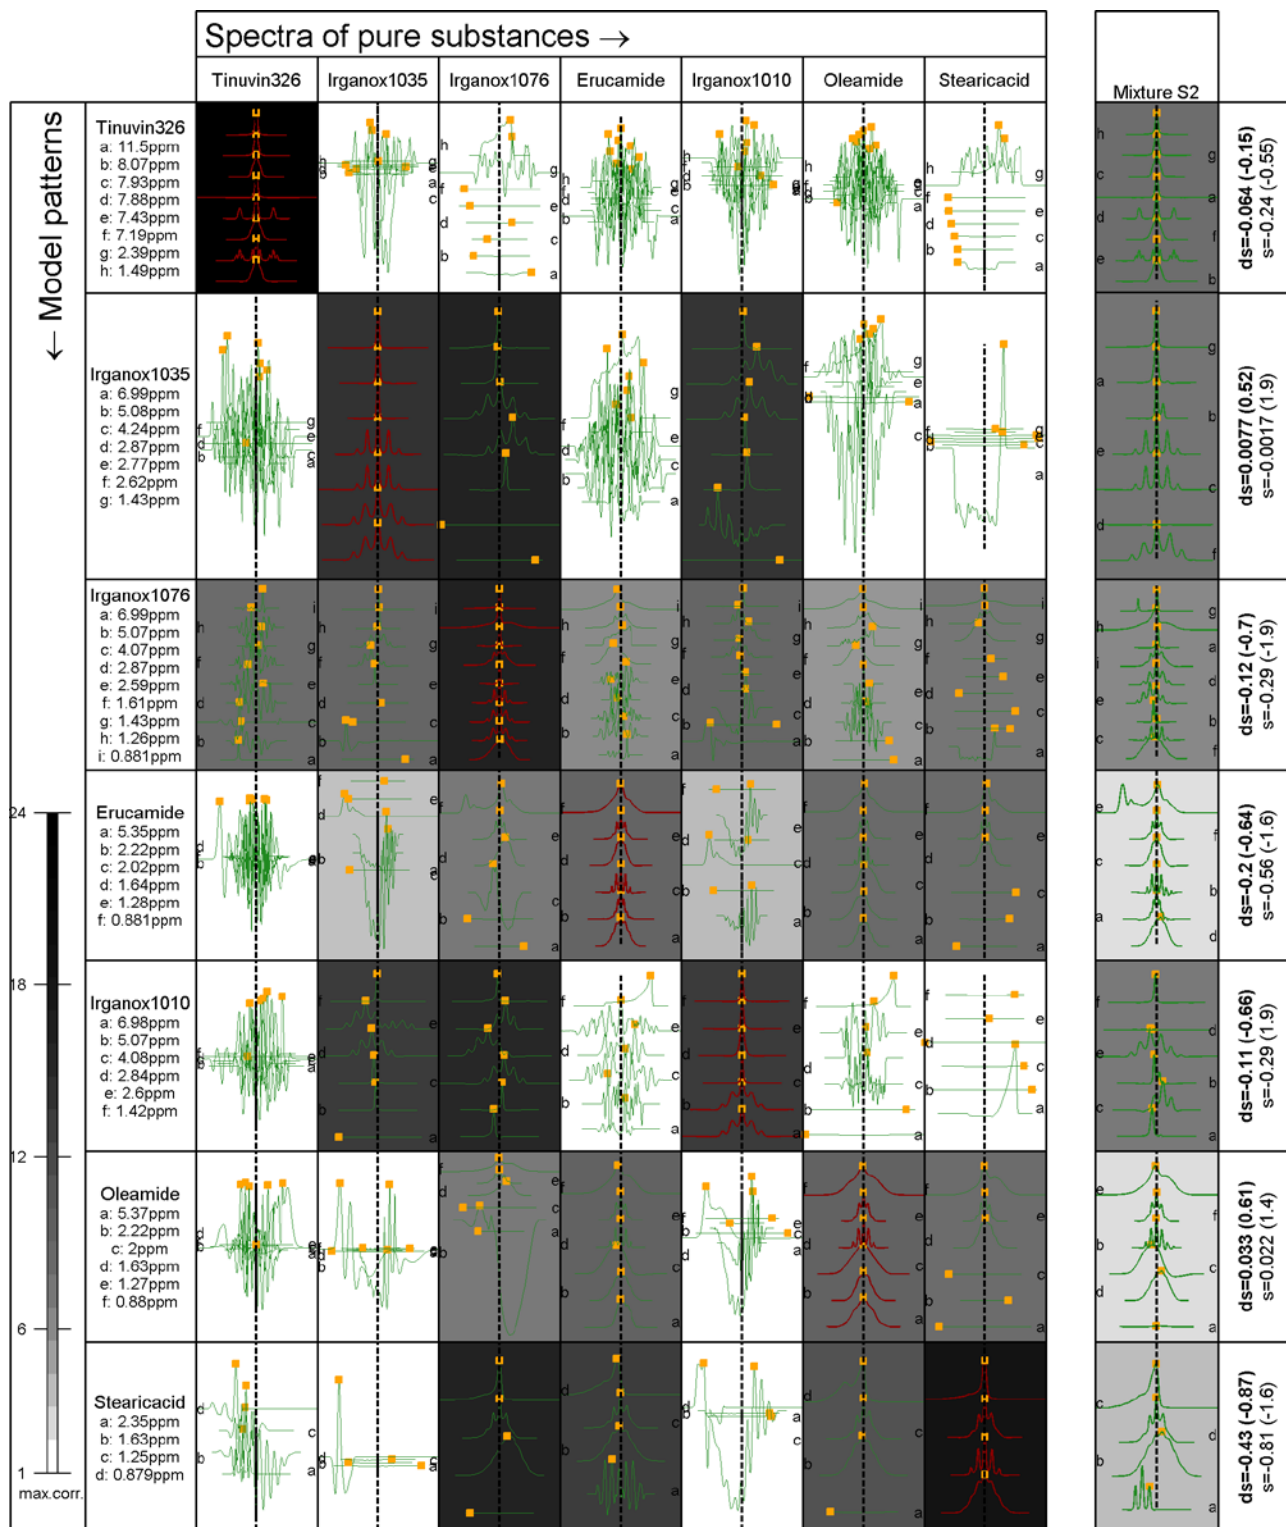 Spectra of pure substances →
Tinuvin326
Irganox1035
Irganox1076
Erucamide
Irganox1010
Oleamide
Stearicacid
Mixture S2
← Model patterns
Tinuvin326
a: 11.5ppm
b: 8.07ppm
c: 7.93ppm
d: 7.88ppm
e: 7.43ppm
f: 7.19ppm
g: 2.39ppm
h: 1.49ppm
ds=-0.064 (-0.15)
s=-0.24 (-0.55)
Irganox1035
a: 6.99ppm
b: 5.08ppm
c: 4.24ppm
d: 2.87ppm
e: 2.77ppm
f: 2.62ppm
g: 1.43ppm
ds=0.0077 (0.52)
s=-0.0017 (1.9)
Irganox1076
a: 6.99ppm
b: 5.07ppm
c: 4.07ppm
d: 2.87ppm
e: 2.59ppm
f: 1.61ppm
g: 1.43ppm
h: 1.26ppm
i: 0.881ppm
ds=-0.12 (-0.7)
s=-0.29 (-1.9)
Erucamide
a: 5.35ppm
b: 2.22ppm
c: 2.02ppm
d: 1.64ppm
e: 1.28ppm
f: 0.881ppm
ds=-0.2 (-0.64)
s=-0.56 (-1.6)
Irganox1010
a: 6.98ppm
b: 5.07ppm
c: 4.08ppm
d: 2.84ppm
e: 2.6ppm
f: 1.42ppm
ds=-0.11 (-0.66)
s=-0.29 (1.9)
Oleamide
a: 5.37ppm
b: 2.22ppm
c: 2ppm
d: 1.63ppm
e: 1.27ppm
f: 0.88ppm
ds=0.033 (0.61)
s=0.022 (1.4)
Stearicacid
a: 2.35ppm
b: 1.63ppm
c: 1.25ppm
d: 0.879ppm
ds=-0.43 (-0.87)
s=-0.81 (-1.6)
24
18
12
6
1
max.corr.